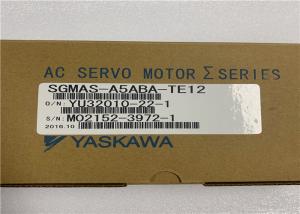 AC SERVO MOTOR Σ SERIES
SGMAS-A5ABA-TE12
O/N: YU32010-22-1
S/N: M02152-3972-1
2016.10
YASKAWA